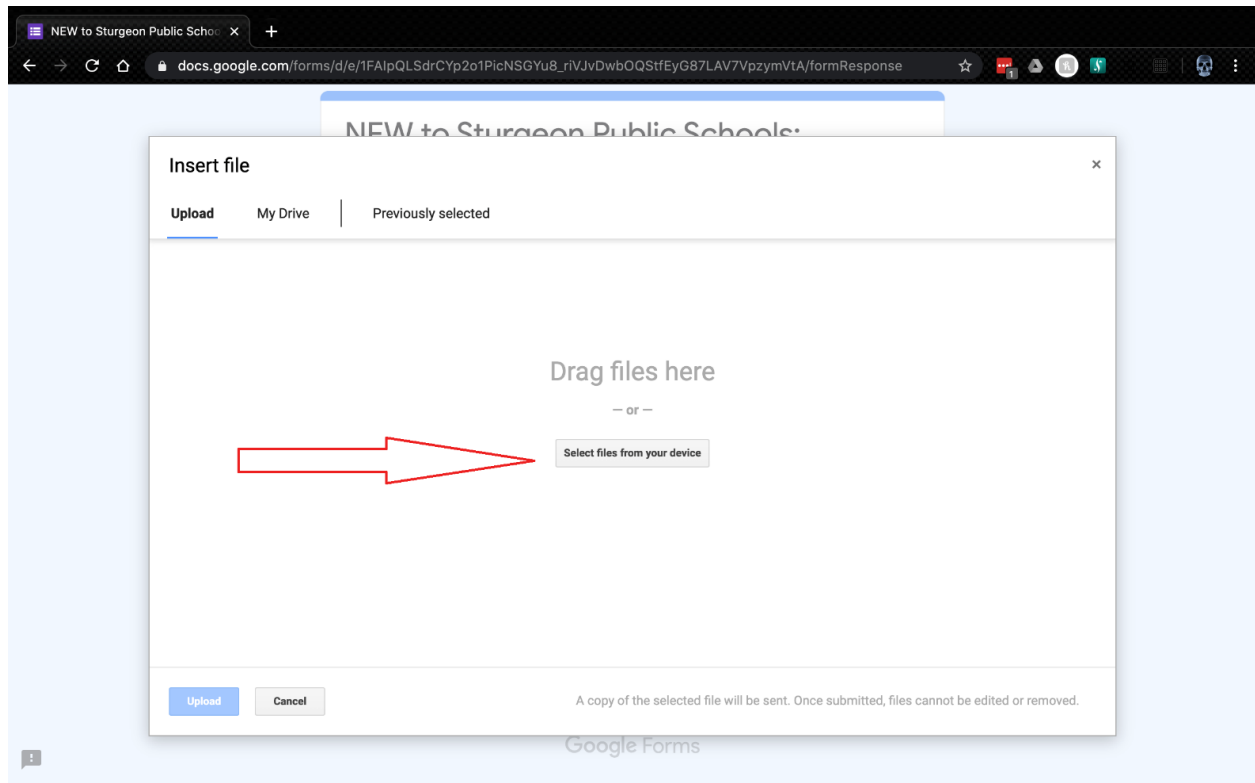 NEW to Sturgeon Public Schoo
docs.google.com/forms/d/e/1FAIpQLSdrCYp2o1PicNSGYu8_riVJvDwbOQStfEyG87LAV7VpzymVtA/formResponse
1
NEW to Sturgeon Public Schools:
Insert file
Upload My Drive Previously selected
Drag files here
— or —
Select files from your device
Upload Cancel A copy of the selected file will be sent. Once submitted, files cannot be edited or removed.
Google Forms